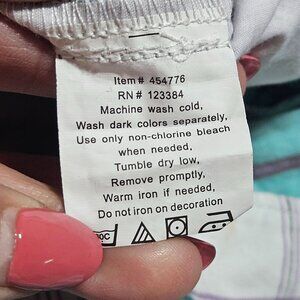 Item# 454776
RN# 123384
Machine wash cold,
Wash dark colors separately,
Use only non-chlorine bleach
when needed,
Tumble dry low,
Remove promptly,
Warm iron if needed,
Do not iron on decoration